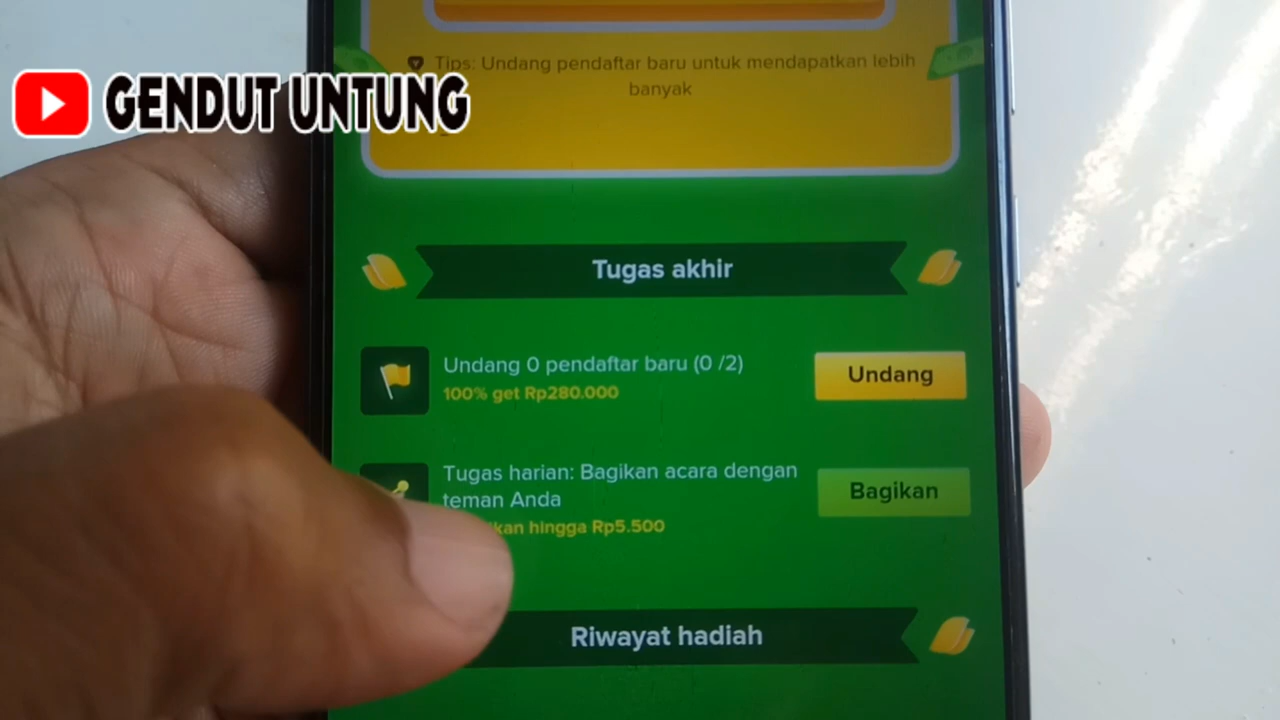 GENDUT UNTUNG
Tips: Undang pendaftar baru untuk mendapatkan lebih
banyak
Tugas akhir
Undang 0 pendaftar baru (0 /2)
100% get Rp280.000
Undang
Tugas harian: Bagikan acara dengan
teman Anda
hingga Rp5.500
Bagikan
Riwayat hadiah